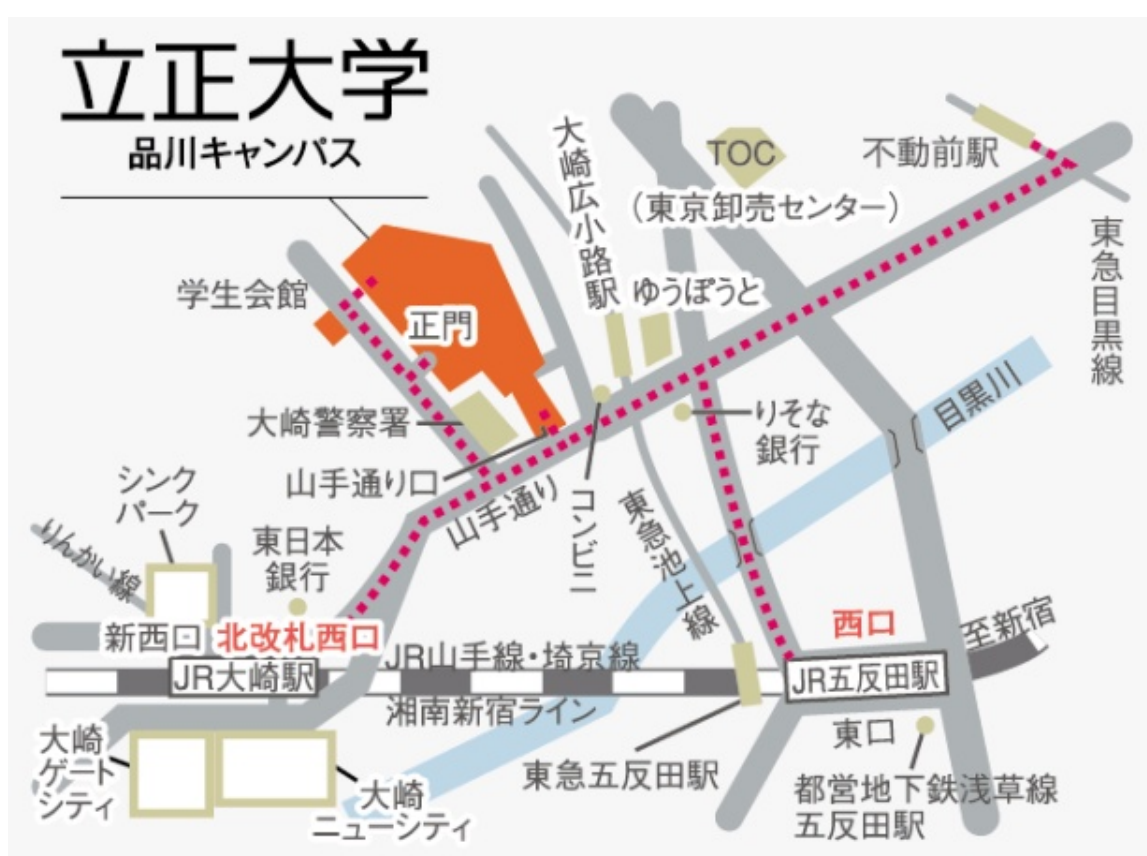 立正大学
品川キャンパス
大崎広小路駅
TOC
(東京卸売センター)
不動前駅
東急目黒線
学生会館
正門
ゆうぽうと
大崎警察署
りそな
銀行
目黒川
山手通り口
山手通り
コンビニ
東急池上線
シンク
パーク
りんかい線
東日本
銀行
新西口
北改札西口
西口
至新宿
JR大崎駅
JR山手線・埼京線
湘南新宿ライン
JR五反田駅
大崎
ゲート
シティ
大崎
ニューシティ
東急五反田駅
東口
都営地下鉄浅草線
五反田駅